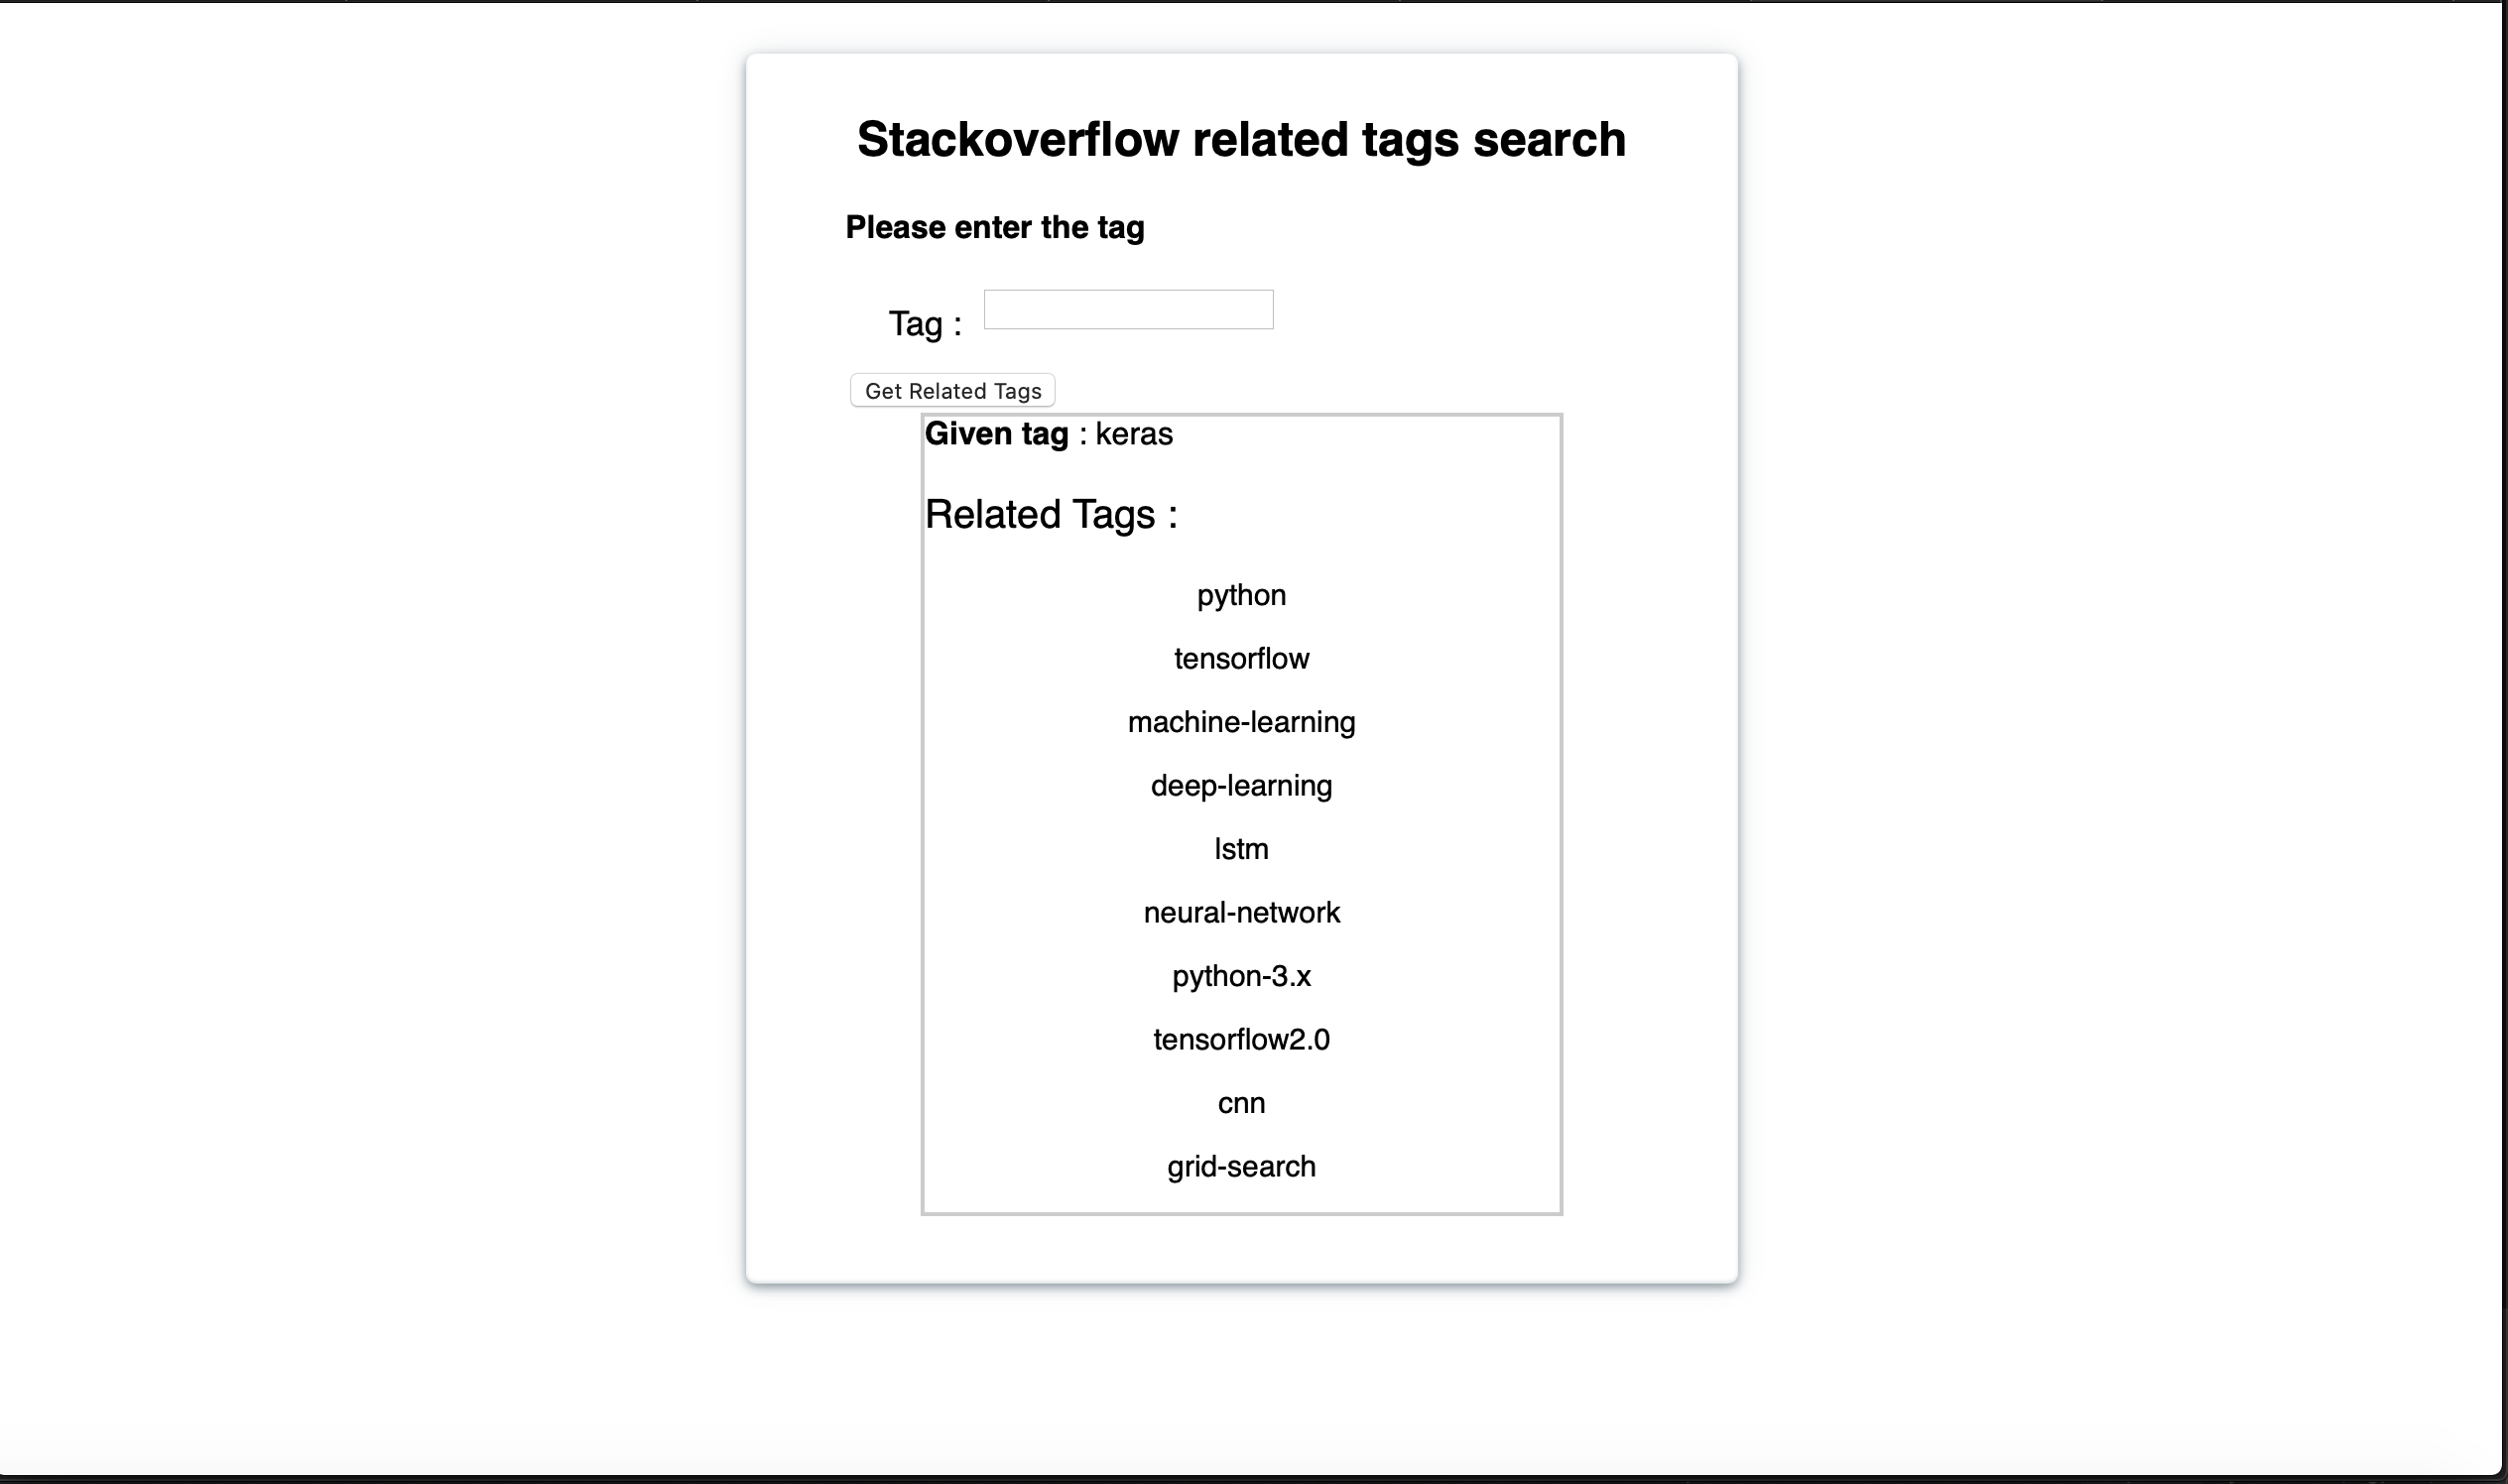 Stackoverflow related tags search
Please enter the tag
Tag :
Get Related Tags
Given tag : keras
Related Tags :
python
tensorflow
machine-learning
deep-learning
lstm
neural-network
python-3.x
tensorflow2.0
cnn
grid-search